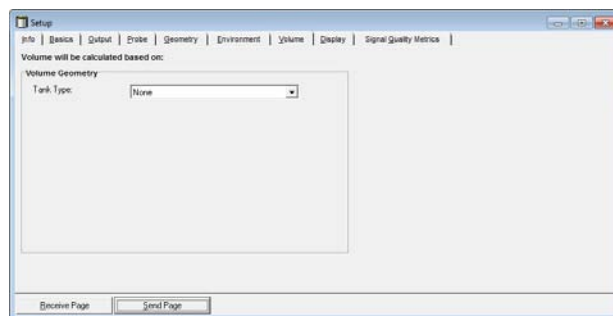 Setup
Info Basics Output Probe Geometry Environment Volume Display Signal Quality Metrics
Volume will be calculated based on:
Volume Geometry
Tank Type: None
Receive Page Send Page